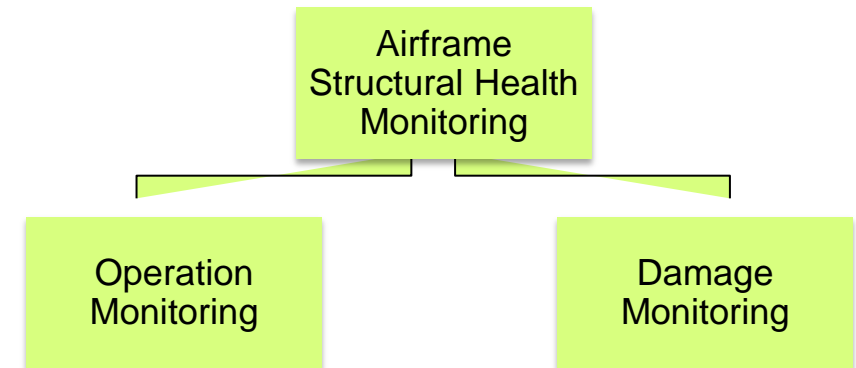 Airframe
Structural Health
Monitoring
Operation
Monitoring
Damage
Monitoring